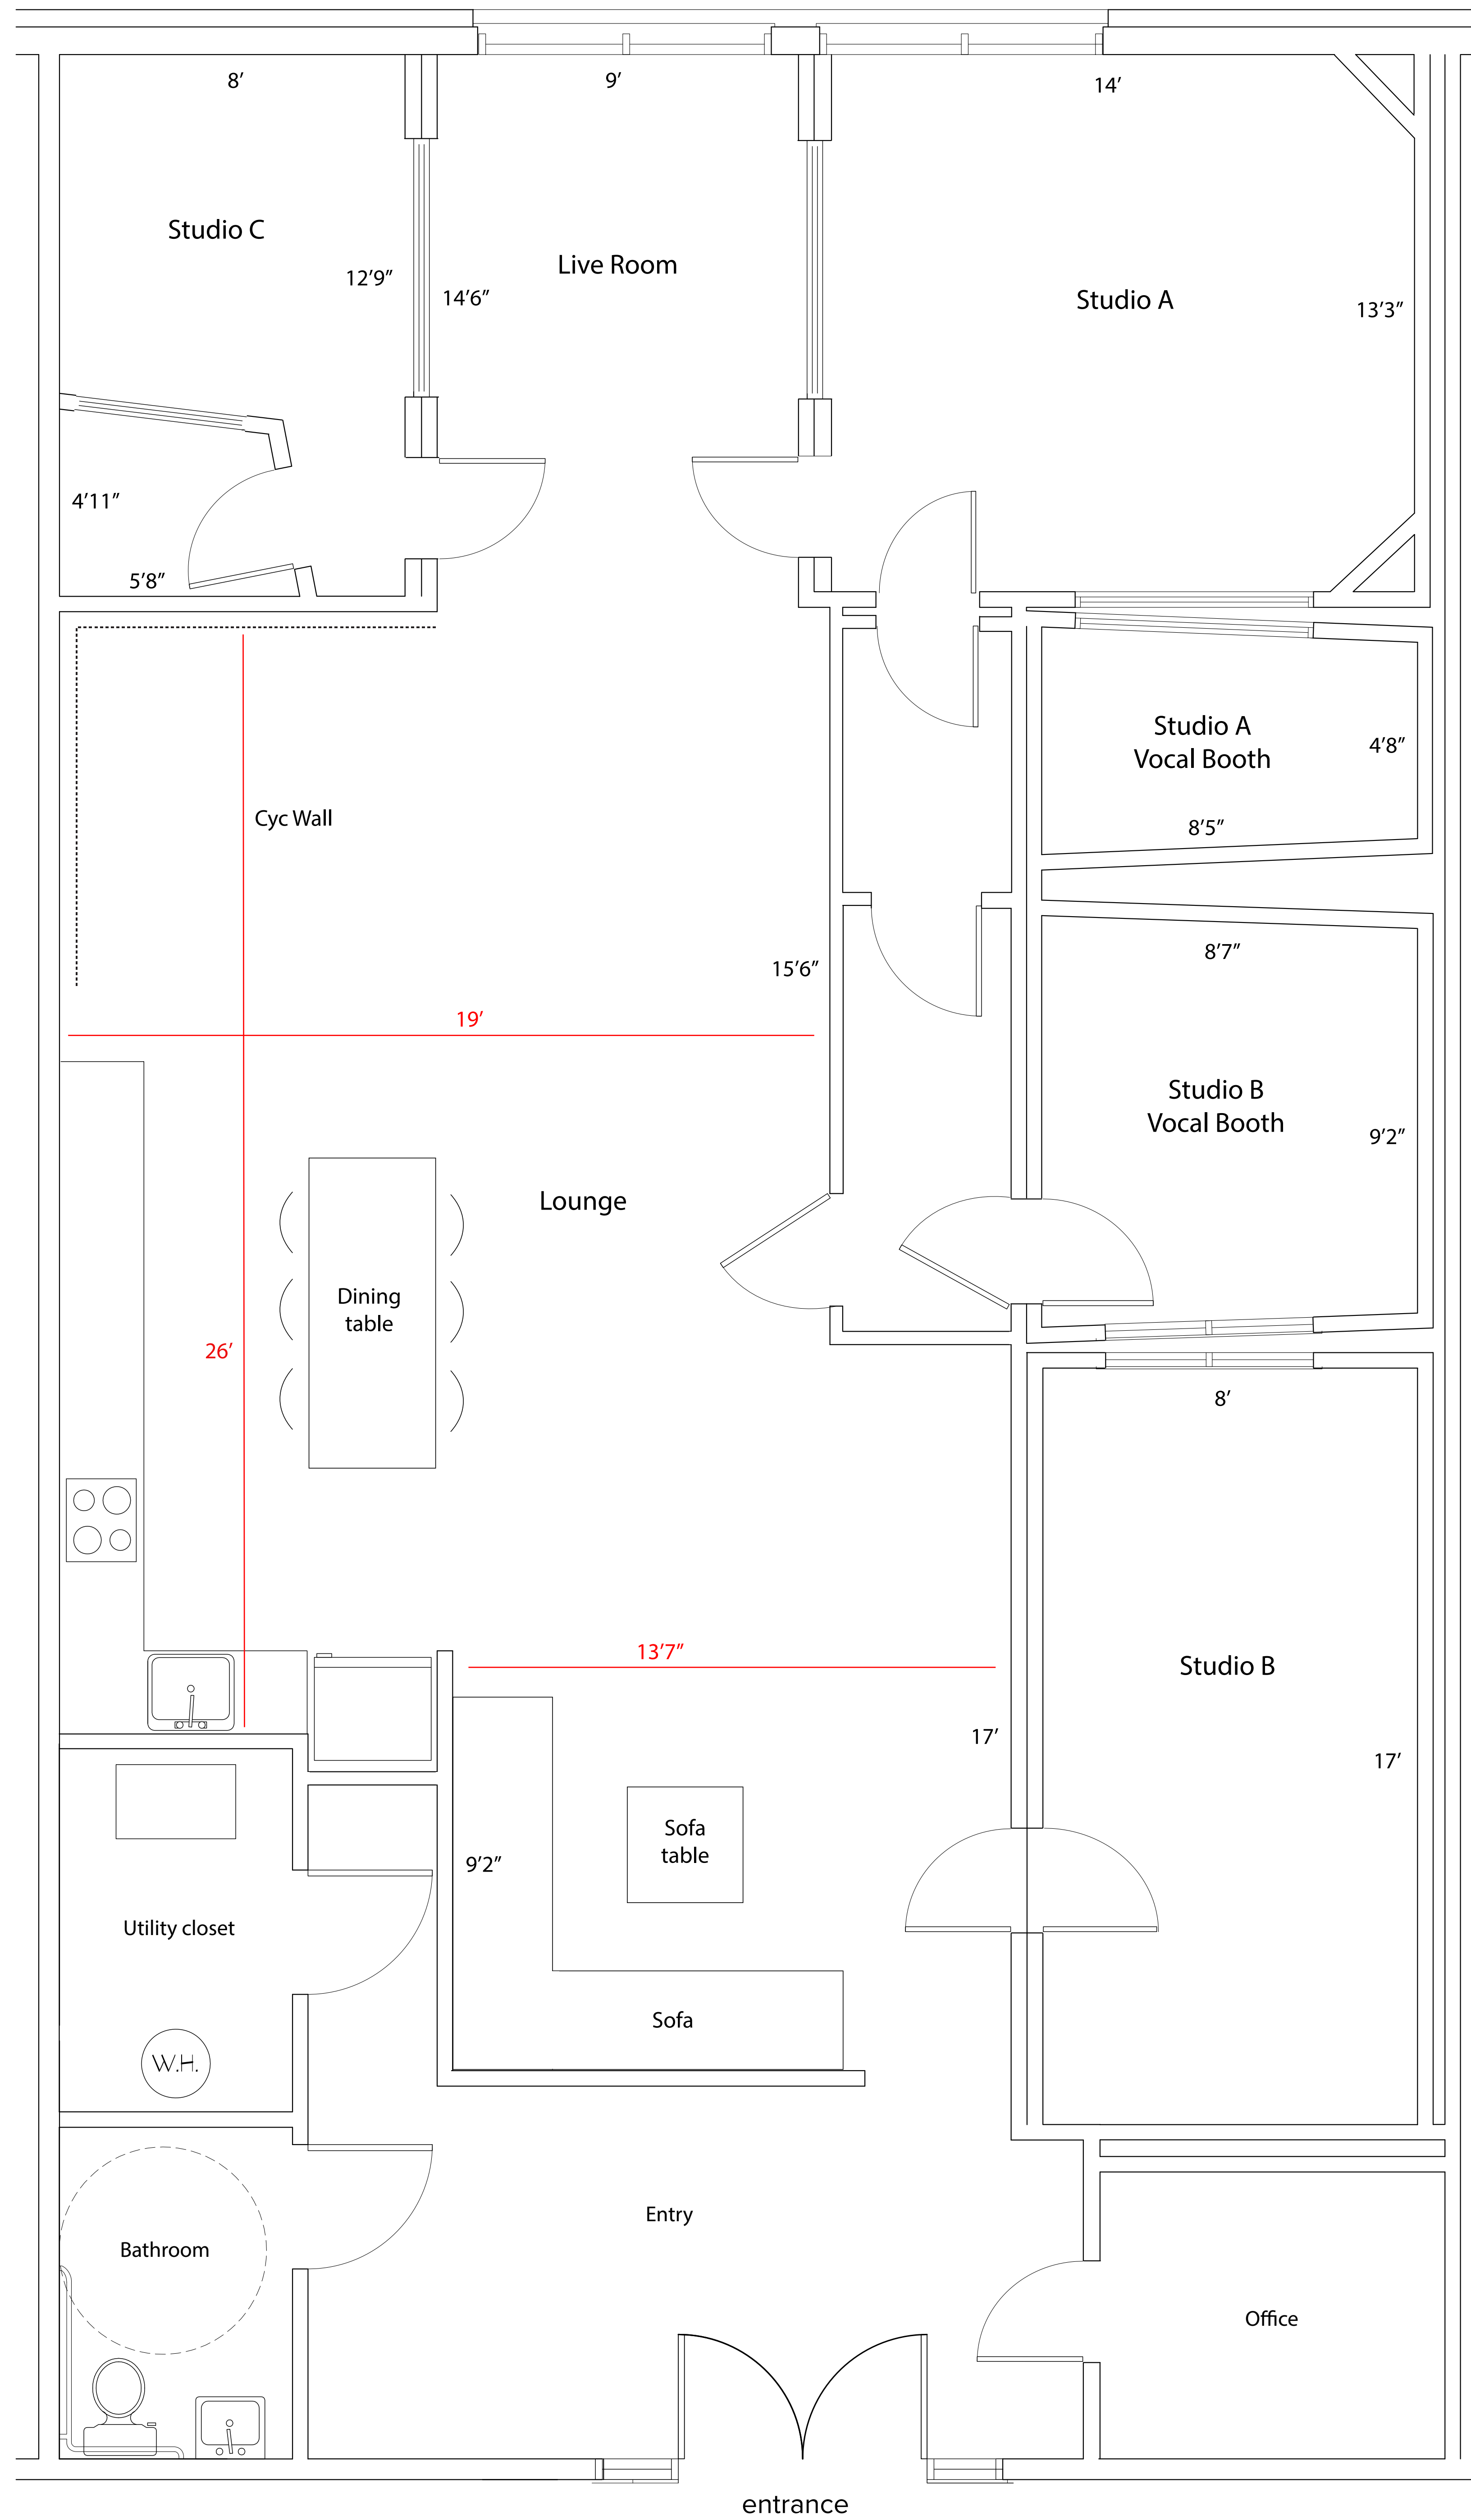 8’
9’
14’
Studio C
Live Room
Studio A
12’9”
14’6”
13’3”
4’11”
5’8”
Studio A
Vocal Booth
4’8”
Cyc Wall
8’5”
8’7”
15’6”
19’
Studio B
Vocal Booth
9’2”
Lounge
Dining
table
26’
8’
13’7”
Studio B
17’
17’
Sofa
table
9’2”
Utility closet
Sofa
W.H.
Entry
Bathroom
Office
entrance